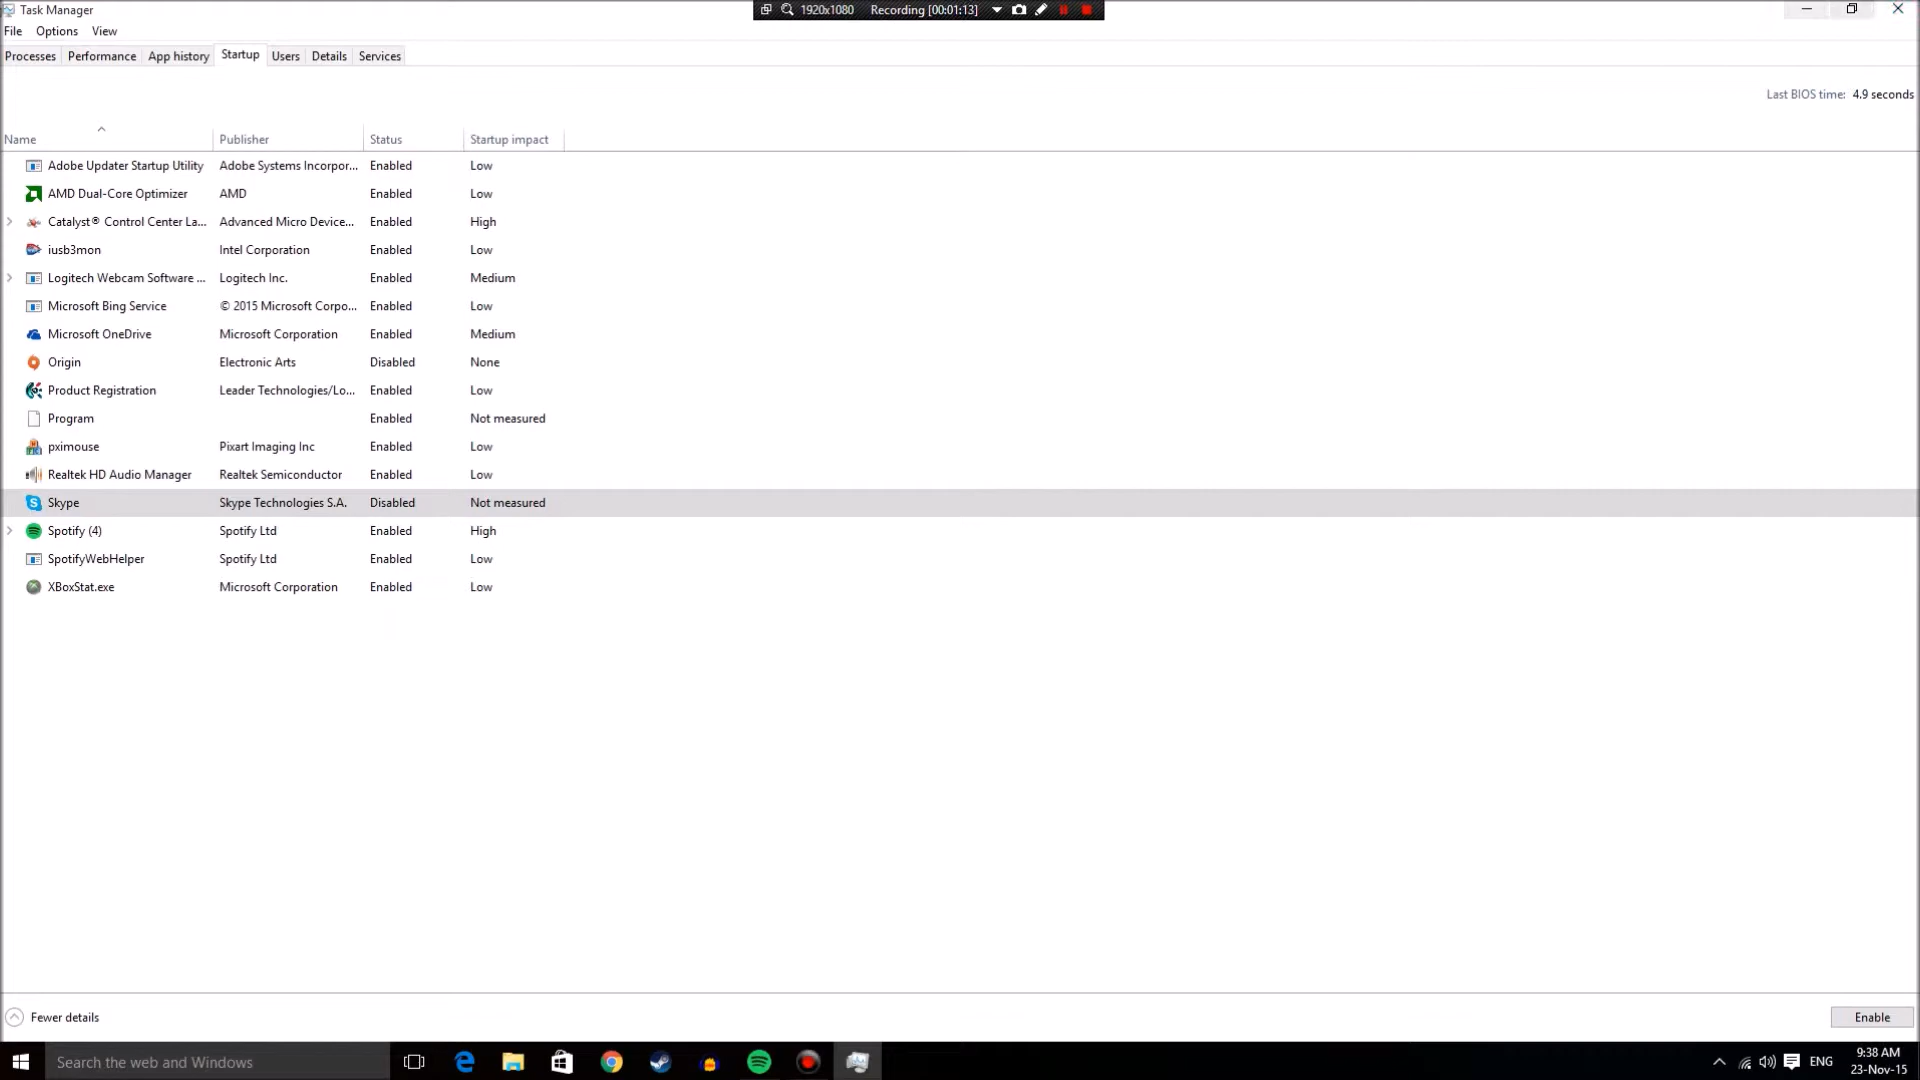 Task Manager
1920x1080 Recording [00:01:13]
File Options View
Processes Performance App history Startup Users Details Services
Last BIOS time: 4.9 seconds
Name Publisher Status Startup impact
Adobe Updater Startup Utility Adobe Systems Incorpor... Enabled Low
AMD Dual-Core Optimizer AMD Enabled Low
Catalyst® Control Center La... Advanced Micro Device... Enabled High
iusb3mon Intel Corporation Enabled Low
Logitech Webcam Software ... Logitech Inc. Enabled Medium
Microsoft Bing Service © 2015 Microsoft Corpo... Enabled Low
Microsoft OneDrive Microsoft Corporation Enabled Medium
Origin Electronic Arts Disabled None
Product Registration Leader Technologies/Lo... Enabled Low
Program Enabled Not measured
pximouse Pixart Imaging Inc Enabled Low
Realtek HD Audio Manager Realtek Semiconductor Enabled Low
Skype Skype Technologies S.A. Disabled Not measured
Spotify (4) Spotify Ltd Enabled High
SpotifyWebHelper Spotify Ltd Enabled Low
XBoxStat.exe Microsoft Corporation Enabled Low
Fewer details
Enable
Search the web and Windows
ENG
9:38 AM
23-Nov-15